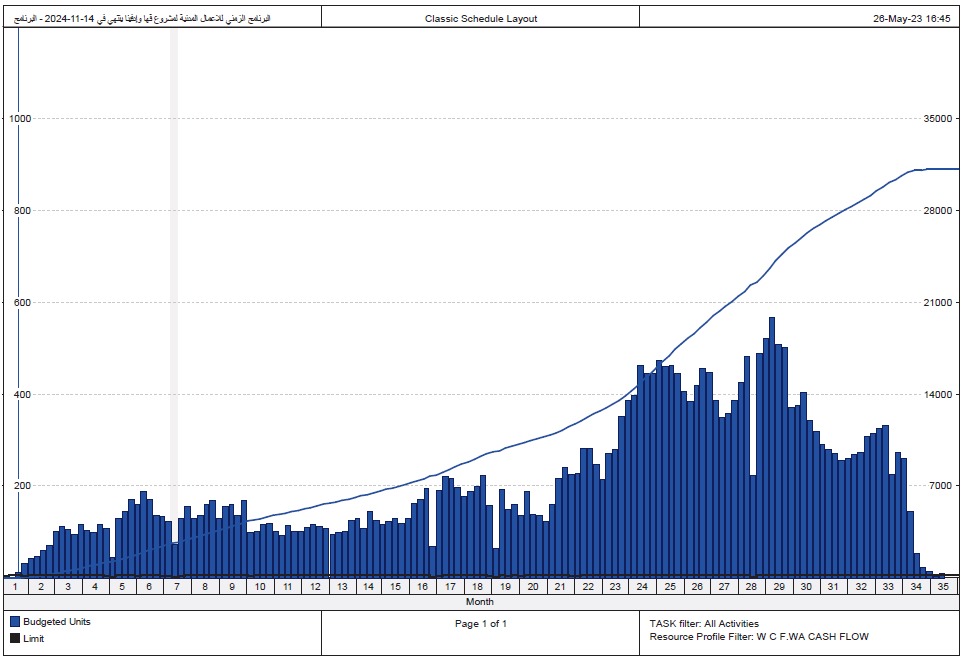 البرنامج الزمني للاعمال المدنية لمشروع قها وإدفينا ينتهي في 14-11-2024 - البرنامج
Classic Schedule Layout
26-May-23 16:45
1000 35000
800 28000
600 21000
400 14000
200 7000
1 2 3 4 5 6 7 8 9 10 11 12 13 14 15 16 17 18 19 20 21 22 23 24 25 26 27 28 29 30 31 32 33 34 35
Month
Budgeted Units
Limit
Page 1 of 1
TASK filter: All Activities
Resource Profile Filter: W C F.WA CASH FLOW